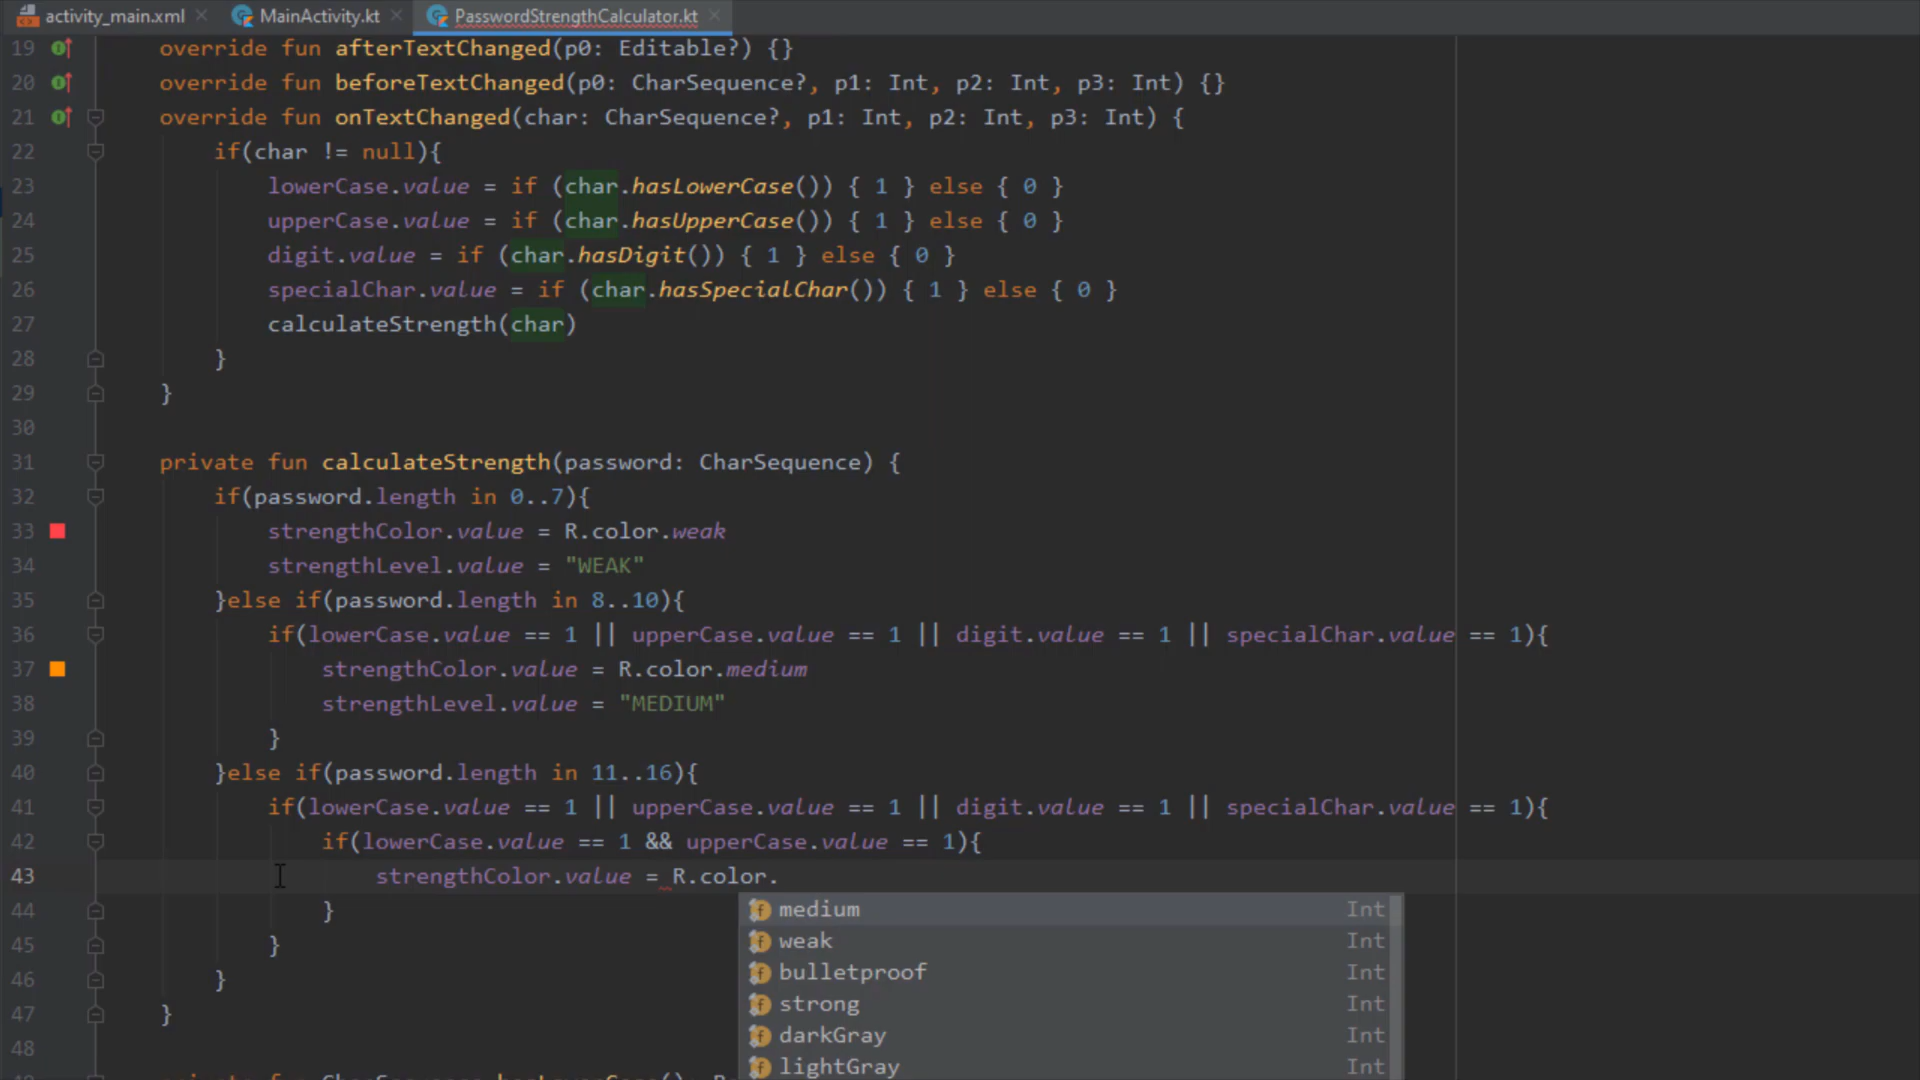 activity_main.xml MainActivity.kt PasswordStrengthCalculator.kt
19 override fun afterTextChanged(p0: Editable?) {}
20 override fun beforeTextChanged(p0: CharSequence?, p1: Int, p2: Int, p3: Int) {}
21 override fun onTextChanged(char: CharSequence?, p1: Int, p2: Int, p3: Int) {
22 if(char != null){
23 lowerCase.value = if (char.hasLowerCase()) { 1 } else { 0 }
24 upperCase.value = if (char.hasUpperCase()) { 1 } else { 0 }
25 digit.value = if (char.hasDigit()) { 1 } else { 0 }
26 specialChar.value = if (char.hasSpecialChar()) { 1 } else { 0 }
27 calculateStrength(char)
28 }
29 }
30
31 private fun calculateStrength(password: CharSequence) {
32 if(password.length in 0..7){
33 strengthColor.value = R.color.weak
34 strengthLevel.value = "WEAK"
35 }else if(password.length in 8..10){
36 if(lowerCase.value == 1 || upperCase.value == 1 || digit.value == 1 || specialChar.value == 1){
37 strengthColor.value = R.color.medium
38 strengthLevel.value = "MEDIUM"
39 }
40 }else if(password.length in 11..16){
41 if(lowerCase.value == 1 || upperCase.value == 1 || digit.value == 1 || specialChar.value == 1){
42 if(lowerCase.value == 1 && upperCase.value == 1){
43 strengthColor.value = R.color.
44 }
medium Int
45 }
weak Int
46 }
bulletproof Int
47 }
strong Int
48
darkGray Int
lightGray Int